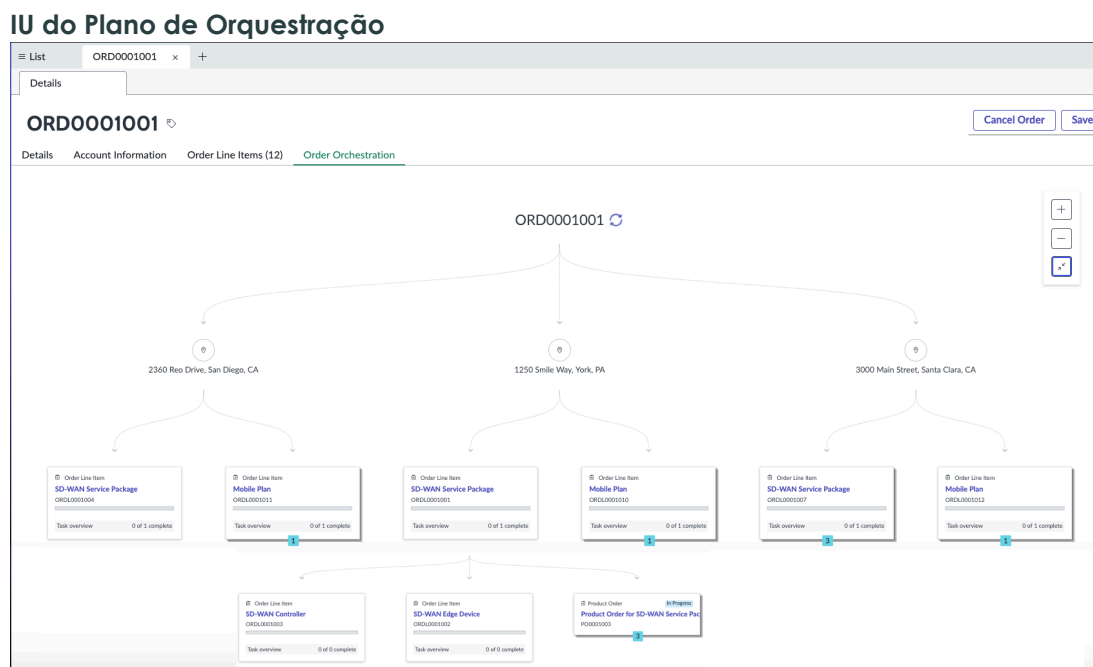 IU do Plano de Orquestração
≡ List ORD0001001 × +
Details
ORD0001001
Cancel Order Save
Details Account Information Order Line Items (12) Order Orchestration
ORD0001001
2360 Reo Drive, San Diego, CA 1250 Smile Way, York, PA 3000 Main Street, Santa Clara, CA
Order Line Item Order Line Item Order Line Item Order Line Item Order Line Item Order Line Item
SD-WAN Service Package Mobile Plan SD-WAN Service Package Mobile Plan SD-WAN Service Package Mobile Plan
ORDL0001004 ORDL0001011 ORDL0001001 ORDL0001010 ORDL0001007 ORDL0001012
Task overview 0 of 1 complete Task overview 0 of 1 complete Task overview 0 of 1 complete Task overview 0 of 1 complete Task overview 0 of 1 complete Task overview 0 of 1 complete
1 1 3 1
Order Line Item Order Line Item Product Order In Progress
SD-WAN Controller SD-WAN Edge Device Product Order for SD-WAN Service Pac
ORDL0001003 ORDL0001002 PO0001003
3
Task overview 0 of 0 complete Task overview 0 of 0 complete